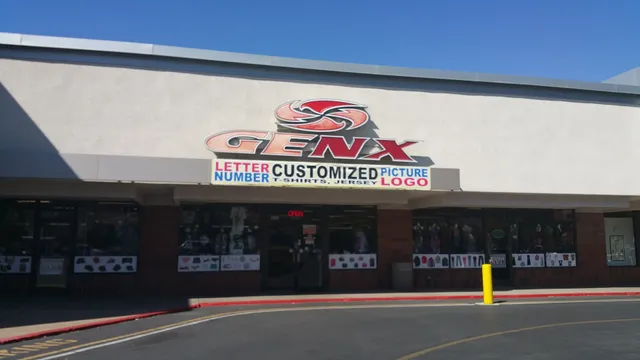 GENX
LETTER NUMBER
CUSTOMIZED
T-SHIRTS, JERSEY
PICTURE LOGO
OPEN